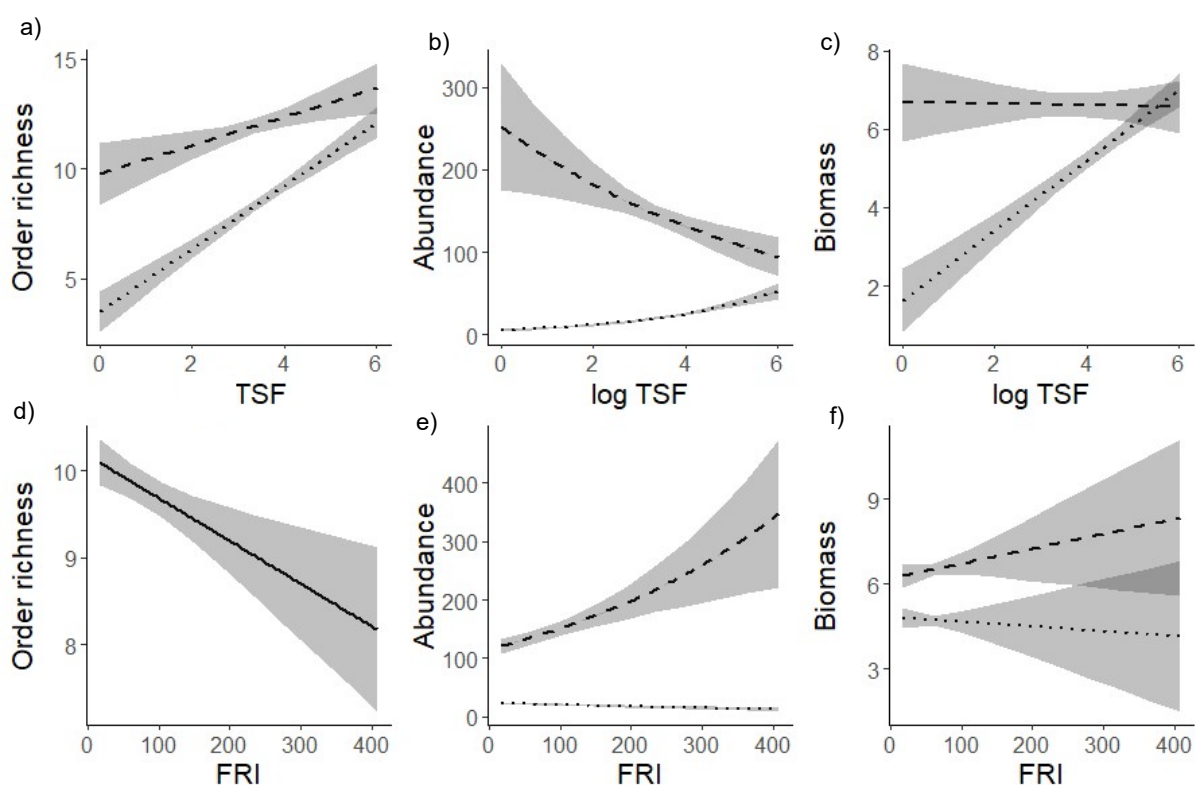 a)
Order richness
15
10
5
0 2 4 6
TSF
b)
Abundance
300
200
100
0
0 2 4 6
log TSF
c)
Biomass
8
6
4
2
0 2 4 6
log TSF
d)
Order richness
10
9
8
0 100 200 300 400
FRI
e)
Abundance
400
300
200
100
0
0 100 200 300 400
FRI
f)
Biomass
9
6
3
0 100 200 300 400
FRI